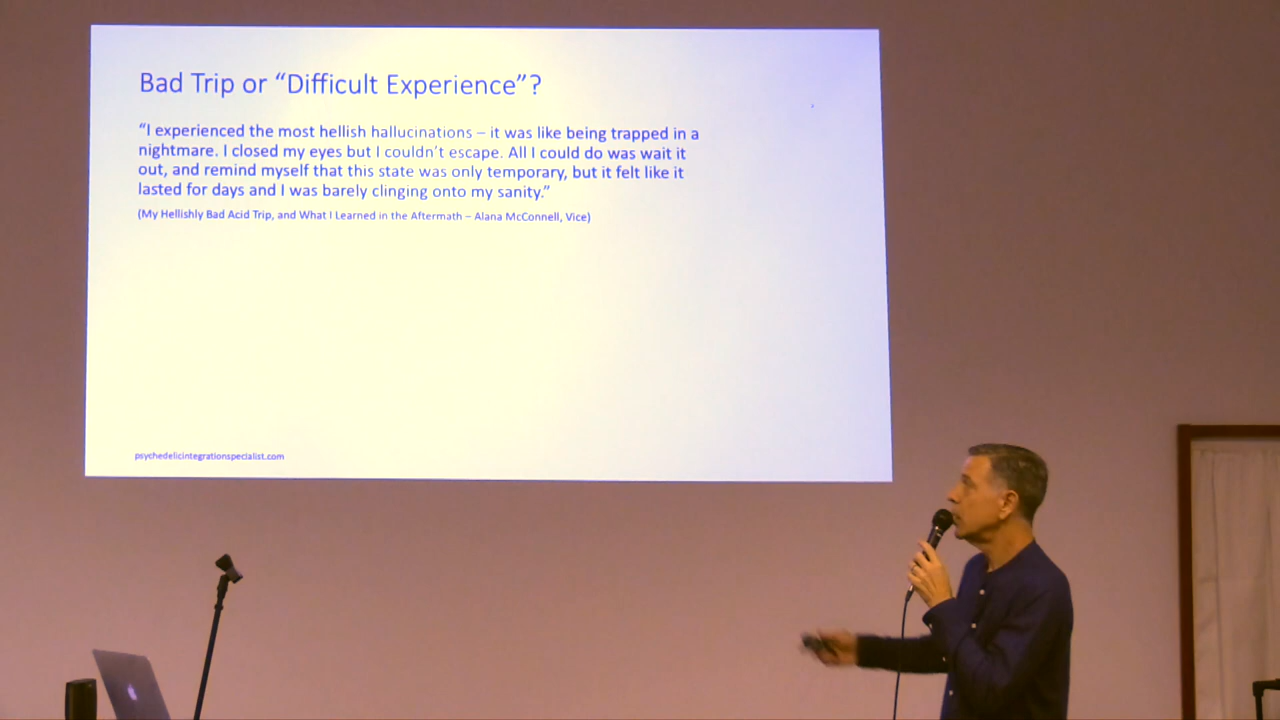 Bad Trip or “Difficult Experience”?
“I experienced the most hellish hallucinations – it was like being trapped in a
nightmare. I closed my eyes but I couldn’t escape. All I could do was wait it
out, and remind myself that this state was only temporary, but it felt like it
lasted for days and I was barely clinging onto my sanity.”
(My Hellishly Bad Acid Trip, and What I Learned in the Aftermath – Alana McConnell, Vice)
psychedelicintegrationspecialist.com